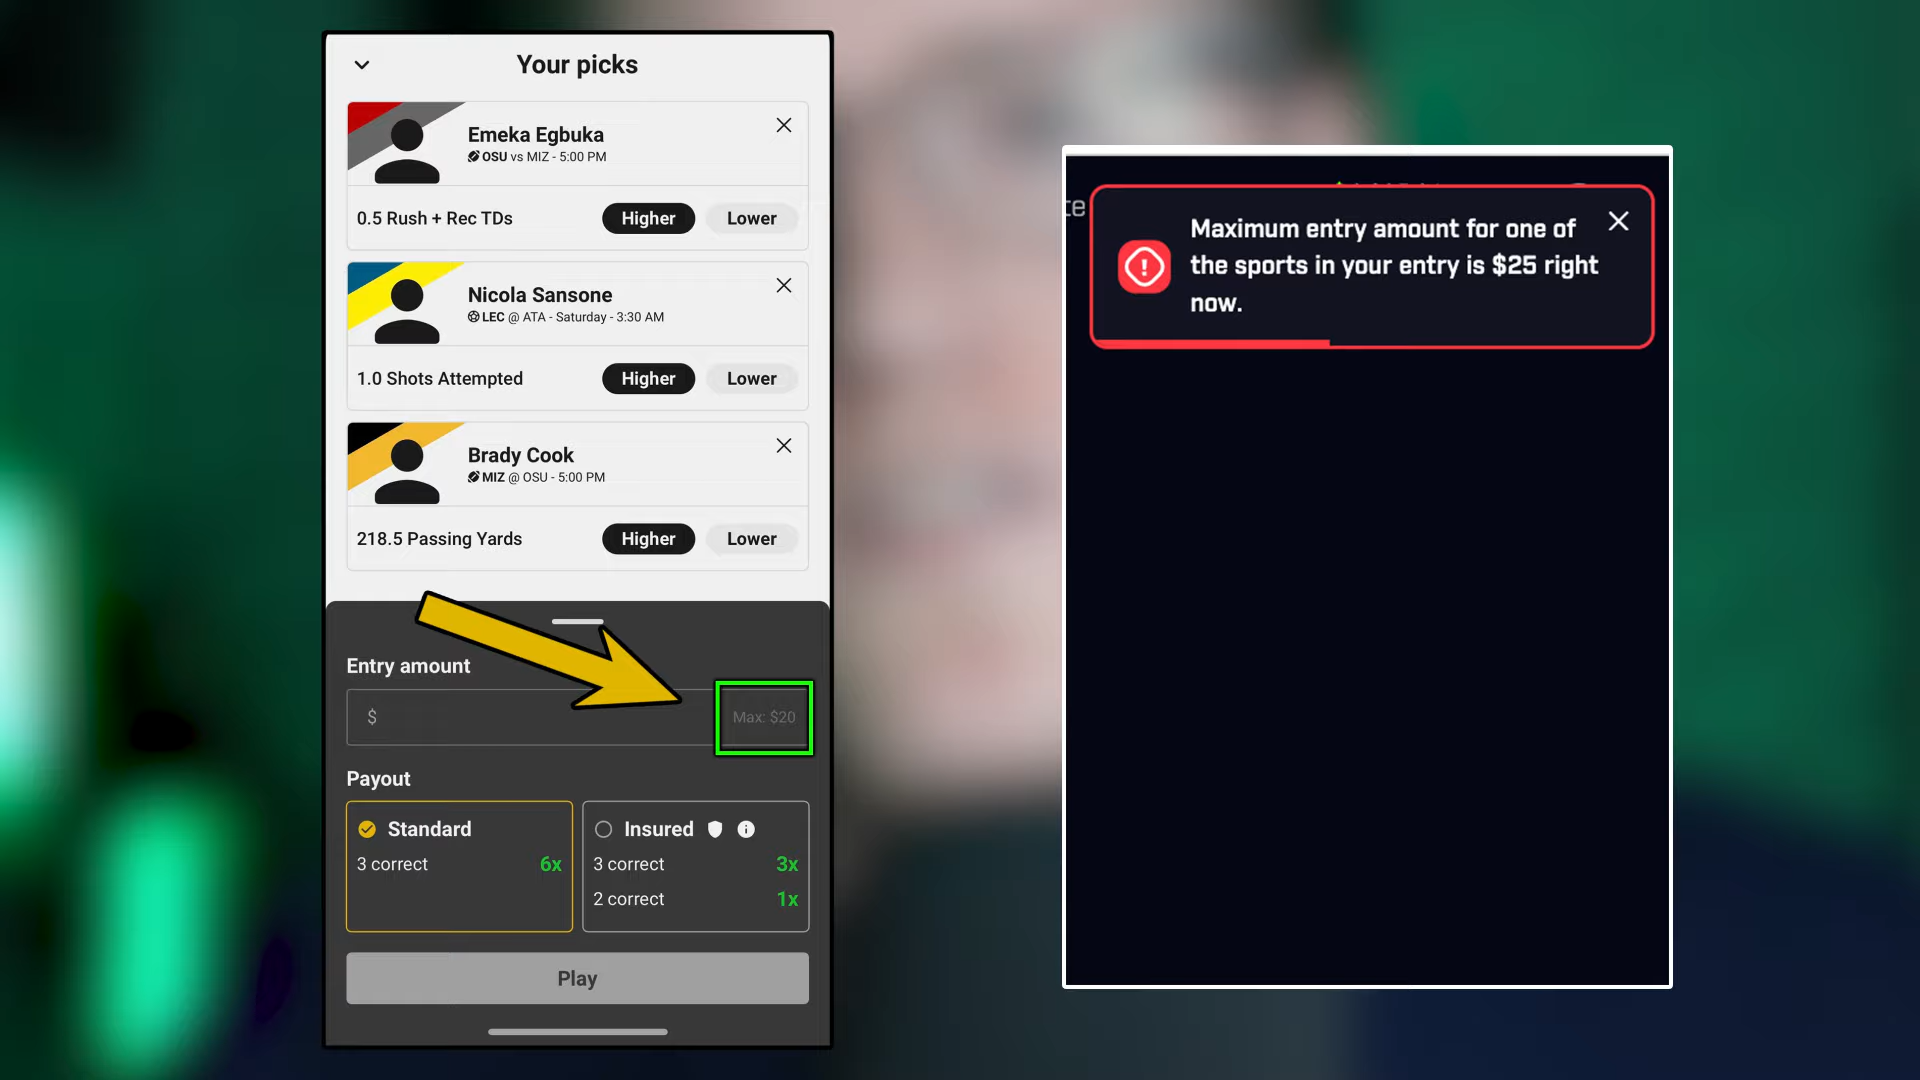 Your picks
Emeka Egbuka
OSU vs MIZ - 5:00 PM
0.5 Rush + Rec TDs
Higher
Lower
Nicola Sansone
LEC @ ATA - Saturday - 3:30 AM
1.0 Shots Attempted
Higher
Lower
Brady Cook
MIZ @ OSU - 5:00 PM
218.5 Passing Yards
Higher
Lower
Entry amount
$
Max: $20
Payout
Standard
3 correct
6x
Insured
3 correct
3x
2 correct
1x
Play
Maximum entry amount for one of
the sports in your entry is $25 right
now.